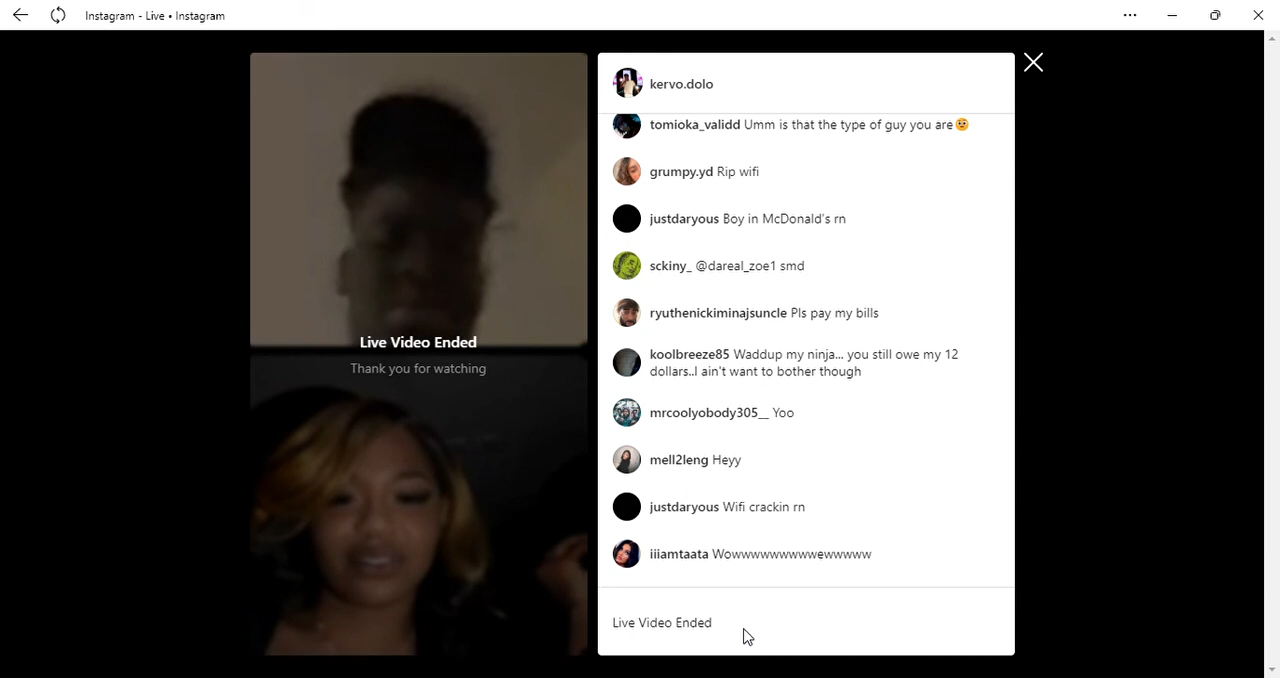 Instagram - Live • Instagram
kervo.dolo
tomioka_validd Umm is that the type of guy you are😕
grumpy.yd Rip wifi
justdaryous Boy in McDonald's rn
sckiny_ @dareal_zoe1 smd
ryuthenickiminajsuncle Pls pay my bills
koolbreeze85 Waddup my ninja... you still owe my 12
dollars..I ain't want to bother though
mrcoolyobody305__ Yoo
mell2leng Heyy
justdaryous Wifi crackin rn
iiiamtaata Wowwwwwwwwwewwwww
Live Video Ended
Live Video Ended
Thank you for watching